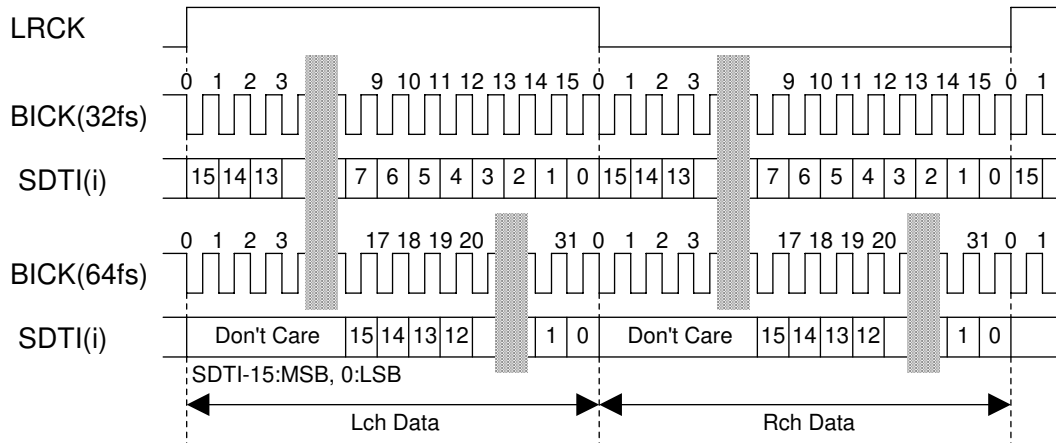 LRCK
0 1 2 3 9 10 11 12 13 14 15 0 1 2 3 9 10 11 12 13 14 15 0 1
BICK(32fs)
SDTI(i) 15 14 13 7 6 5 4 3 2 1 0 15 14 13 7 6 5 4 3 2 1 0 15
0 1 2 3 17 18 19 20 31 0 1 2 3 17 18 19 20 31 0 1
BICK(64fs)
SDTI(i) Don't Care 15 14 13 12 1 0 Don't Care 15 14 13 12 1 0
SDTI-15:MSB, 0:LSB
Lch Data Rch Data